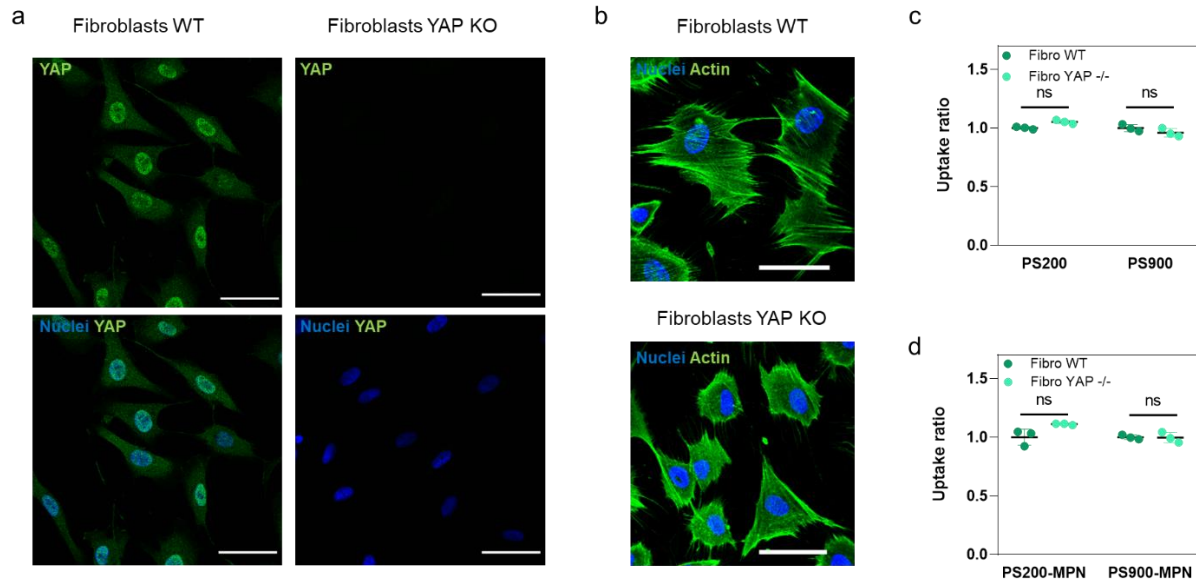 a
Fibroblasts WT
Fibroblasts YAP KO
YAP
Nuclei YAP
Nuclei YAP
b
Fibroblasts WT
Nuclei Actin
Fibroblasts YAP KO
Nuclei Actin
c
Fibro WT
Fibro YAP -/-
1.5
1.0
0.5
0.0
Uptake ratio
ns
ns
PS200
PS900
d
Fibro WT
Fibro YAP -/-
1.5
1.0
0.5
0.0
Uptake ratio
ns
ns
PS200-MPN
PS900-MPN